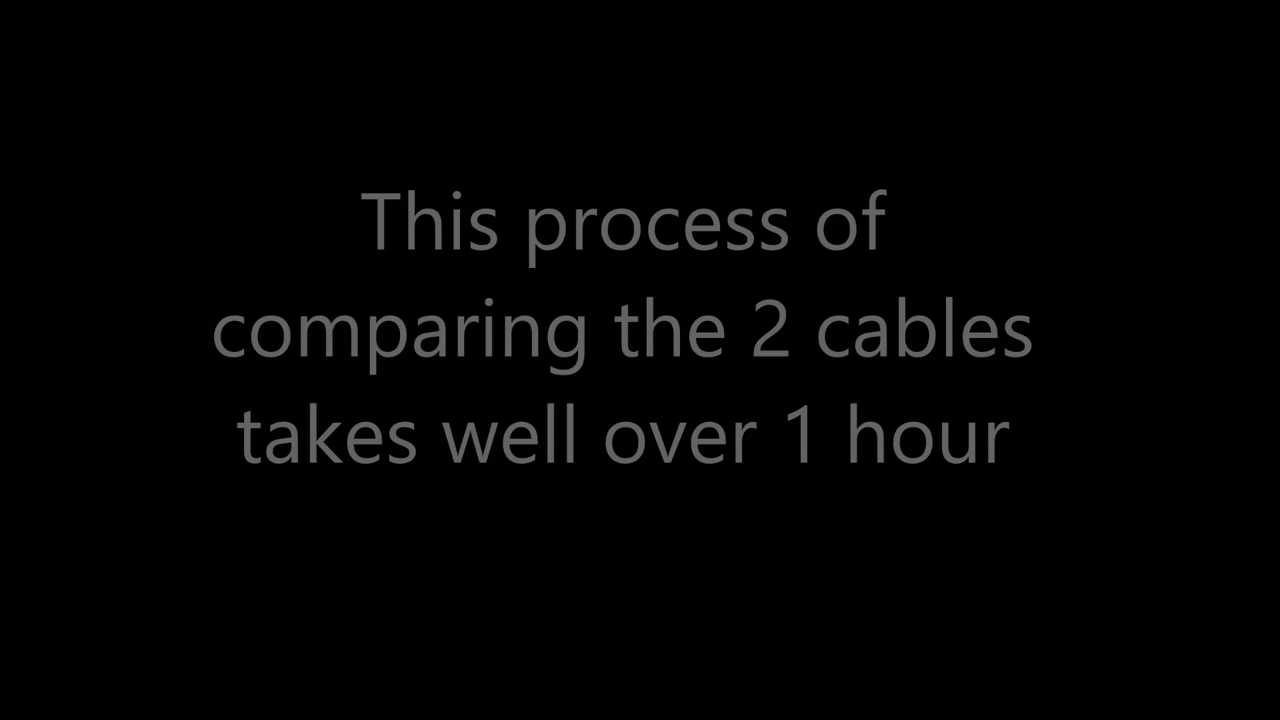 This process of
comparing the 2 cables
takes well over 1 hour